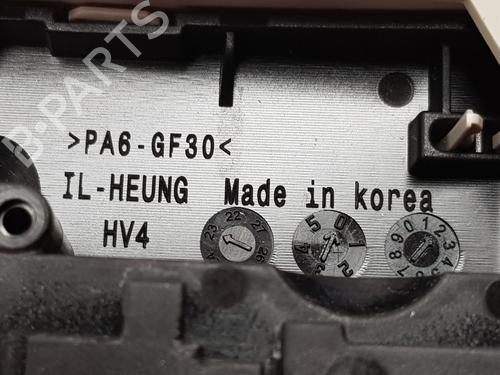 B-PARTS
>PA6-GF30<
IL-HEUNG Made in korea
HV4